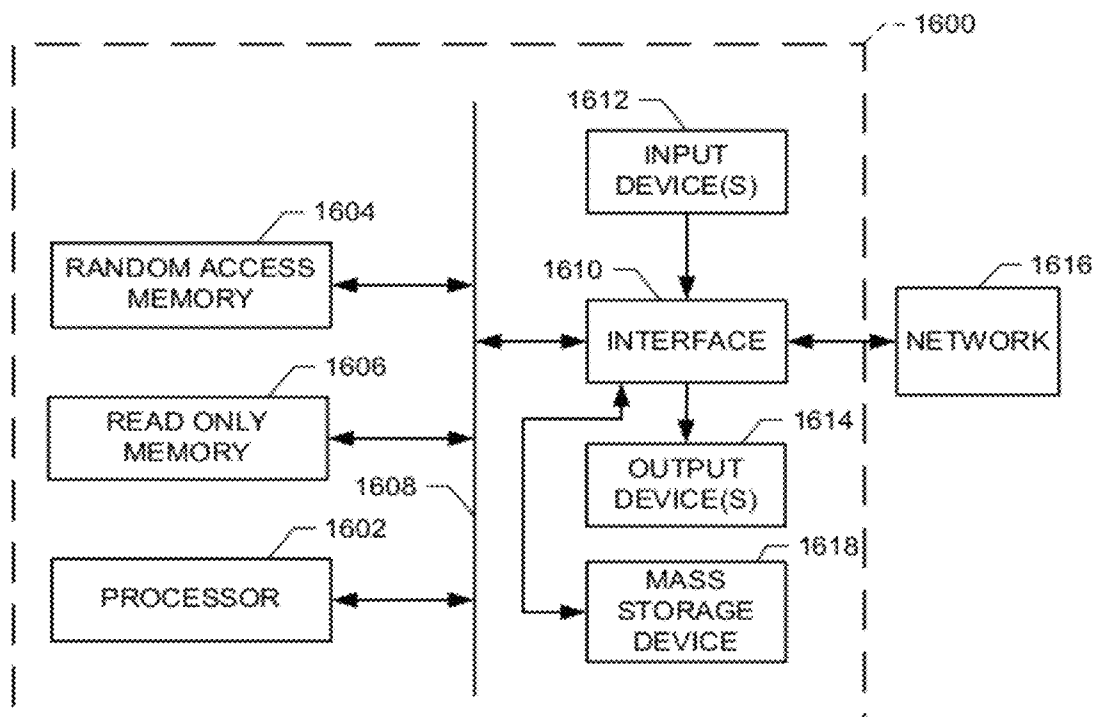 1600
1612
INPUT
DEVICE(S)
1604
RANDOM ACCESS
MEMORY
1610
INTERFACE
1616
NETWORK
1606
READ ONLY
MEMORY
1614
OUTPUT
DEVICE(S)
1608
1602
PROCESSOR
1618
MASS
STORAGE
DEVICE